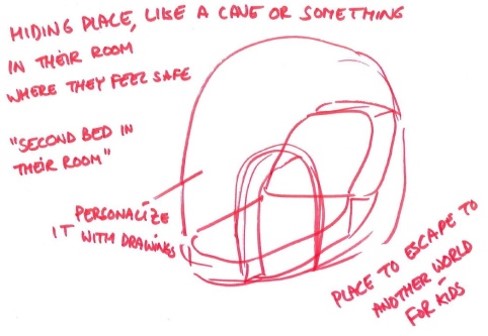 HIDING PLACE, LIKE A CAVE OR SOMETHING
IN THEIR ROOM
WHERE THEY FEEL SAFE
"SECOND BED IN
THEIR ROOM"
PERSONALIZE
IT WITH DRAWINGS
PLACE TO ESCAPE TO
ANOTHER WORLD
FOR KIDS